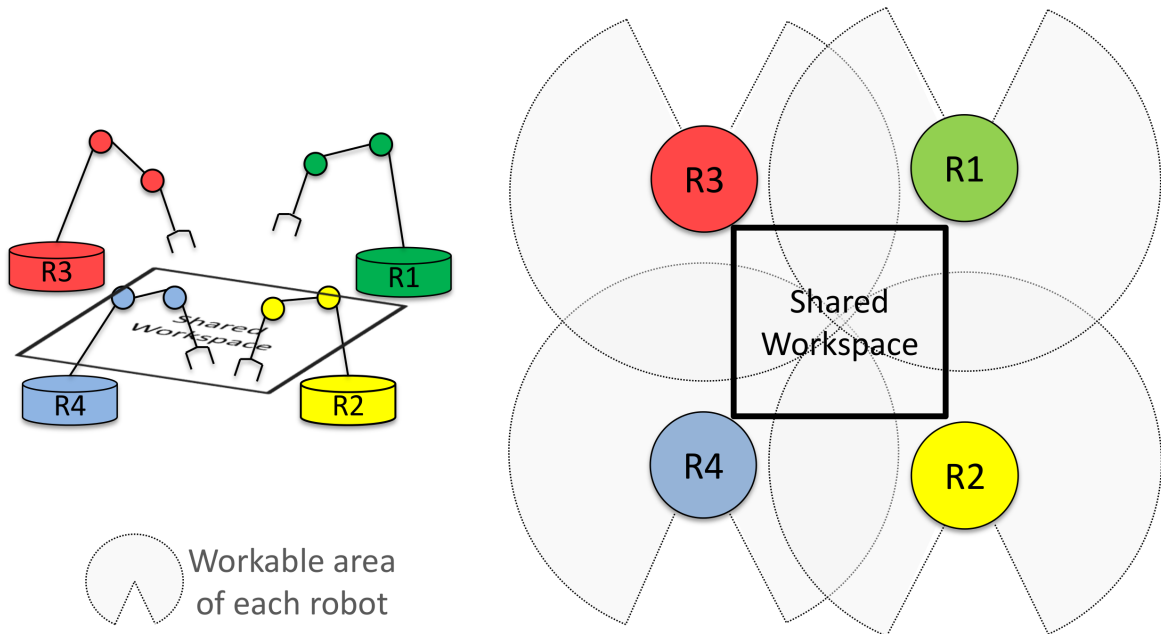 R3
R1
Shared
Workspace
R4
R2
Workable area
of each robot
R3
R1
Shared
Workspace
R4
R2